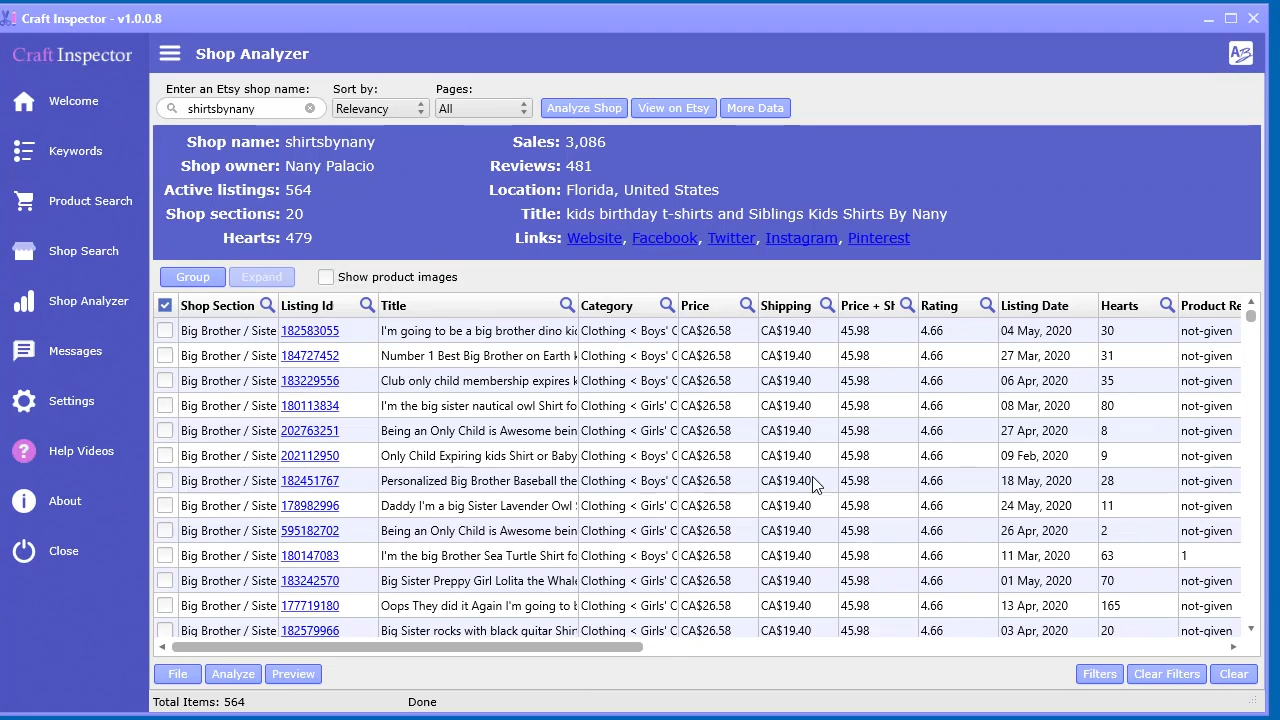 Craft Inspector - v1.0.0.8
Craft Inspector
Shop Analyzer
Welcome
Keywords
Product Search
Shop Search
Shop Analyzer
Messages
Settings
Help Videos
About
Close
Enter an Etsy shop name: Sort by: Pages:
shirtsbynany Relevancy All Analyze Shop View on Etsy More Data
Shop name: shirtsbynany Sales: 3,086
Shop owner: Nany Palacio Reviews: 481
Active listings: 564 Location: Florida, United States
Shop sections: 20 Title: kids birthday t-shirts and Siblings Kids Shirts By Nany
Hearts: 479 Links: Website, Facebook, Twitter, Instagram, Pinterest
Group Expand Show product images
Shop Section Listing Id Title Category Price Shipping Price + Sh Rating Listing Date Hearts Product Re
Big Brother / Siste 182583055 I'm going to be a big brother dino kid Clothing < Boys' C CA$26.58 CA$19.40 45.98 4.66 04 May, 2020 30 not-given
Big Brother / Siste 184727452 Number 1 Best Big Brother on Earth k Clothing < Boys' C CA$26.58 CA$19.40 45.98 4.66 27 Mar, 2020 31 not-given
Big Brother / Siste 183229556 Club only child membership expires k Clothing < Boys' C CA$26.58 CA$19.40 45.98 4.66 06 Apr, 2020 35 not-given
Big Brother / Siste 180113834 I'm the big sister nautical owl Shirt fo Clothing < Girls' C CA$26.58 CA$19.40 45.98 4.66 08 Mar, 2020 80 not-given
Big Brother / Siste 202763251 Being an Only Child is Awesome bein Clothing < Girls' C CA$26.58 CA$19.40 45.98 4.66 27 Apr, 2020 8 not-given
Big Brother / Siste 202112950 Only Child Expiring kids Shirt or Baby Clothing < Boys' C CA$26.58 CA$19.40 45.98 4.66 09 Feb, 2020 9 not-given
Big Brother / Siste 182451767 Personalized Big Brother Baseball the Clothing < Boys' C CA$26.58 CA$19.40 45.98 4.66 18 May, 2020 28 not-given
Big Brother / Siste 178982996 Daddy I'm a big Sister Lavender Owl Clothing < Girls' C CA$26.58 CA$19.40 45.98 4.66 24 May, 2020 11 not-given
Big Brother / Siste 595182702 Being an Only Child is Awesome bein Clothing < Girls' C CA$26.58 CA$19.40 45.98 4.66 26 Apr, 2020 2 not-given
Big Brother / Siste 180147083 I'm the big Brother Sea Turtle Shirt fo Clothing < Boys' C CA$26.58 CA$19.40 45.98 4.66 11 Mar, 2020 63 1
Big Brother / Siste 183242570 Big Sister Preppy Girl Lolita the Whale Clothing < Girls' C CA$26.58 CA$19.40 45.98 4.66 01 May, 2020 70 not-given
Big Brother / Siste 177719180 Oops They did it Again I'm going to b Clothing < Girls' C CA$26.58 CA$19.40 45.98 4.66 13 Apr, 2020 165 not-given
Big Brother / Siste 182579966 Big Sister rocks with black guitar Shir Clothing < Girls' C CA$26.58 CA$19.40 45.98 4.66 03 Apr, 2020 20 not-given
File Analyze Preview Filters Clear Filters Clear
Total Items: 564 Done